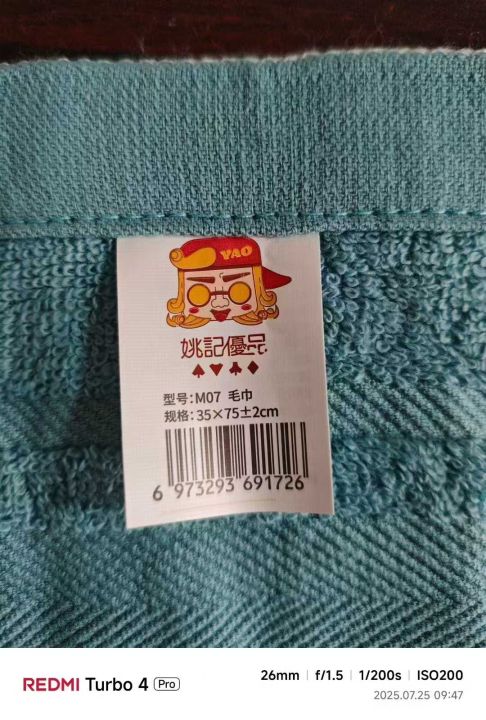 YAO
姚記優品
♠♥♣♦
型号:M07 毛巾
规格:35×75±2cm
6 973293 691726
REDMI Turbo 4 Pro
26mm f/1.5 1/200s ISO200
2025.07.25 09:47